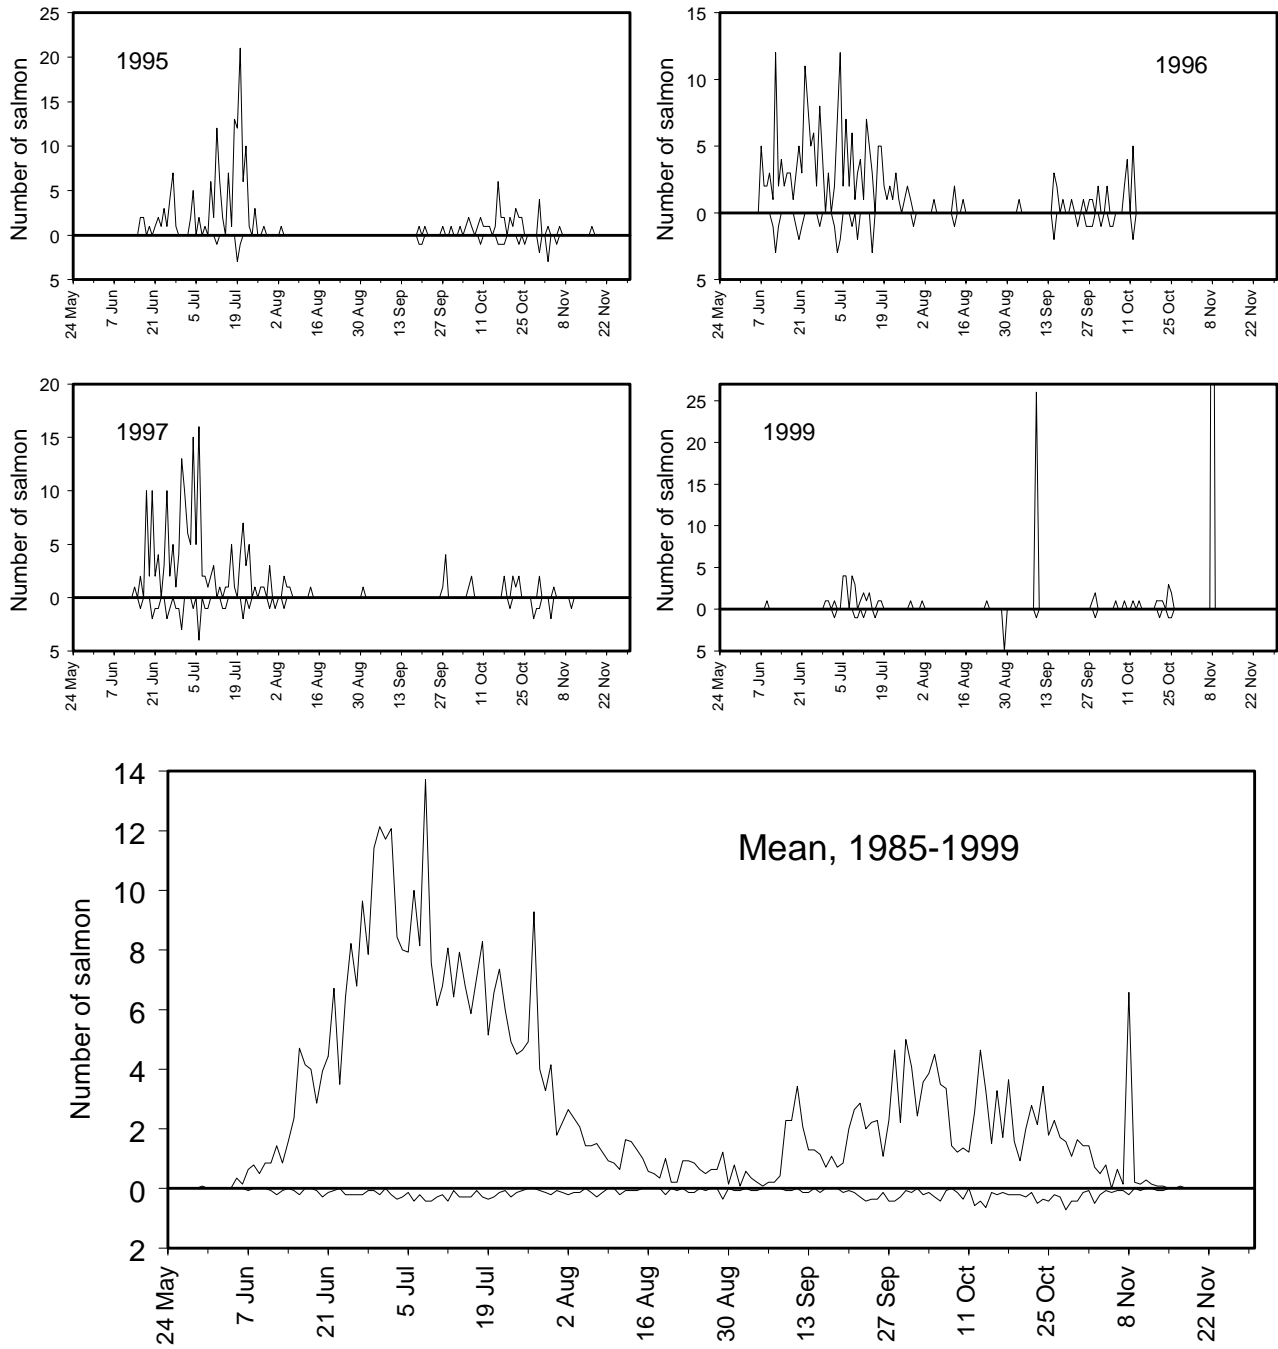 1995
Number of salmon
25
20
15
10
5
0
5
24 May
7 Jun
21 Jun
5 Jul
19 Jul
2 Aug
16 Aug
30 Aug
13 Sep
27 Sep
11 Oct
25 Oct
8 Nov
22 Nov
1996
Number of salmon
15
10
5
0
5
24 May
7 Jun
21 Jun
5 Jul
19 Jul
2 Aug
16 Aug
30 Aug
13 Sep
27 Sep
11 Oct
25 Oct
8 Nov
22 Nov
1997
Number of salmon
20
15
10
5
0
5
24 May
7 Jun
21 Jun
5 Jul
19 Jul
2 Aug
16 Aug
30 Aug
13 Sep
27 Sep
11 Oct
25 Oct
8 Nov
22 Nov
1999
Number of salmon
25
20
15
10
5
0
5
24 May
7 Jun
21 Jun
5 Jul
19 Jul
2 Aug
16 Aug
30 Aug
13 Sep
27 Sep
11 Oct
25 Oct
8 Nov
22 Nov
Mean, 1985-1999
Number of salmon
14
12
10
8
6
4
2
0
2
24 May
7 Jun
21 Jun
5 Jul
19 Jul
2 Aug
16 Aug
30 Aug
13 Sep
27 Sep
11 Oct
25 Oct
8 Nov
22 Nov